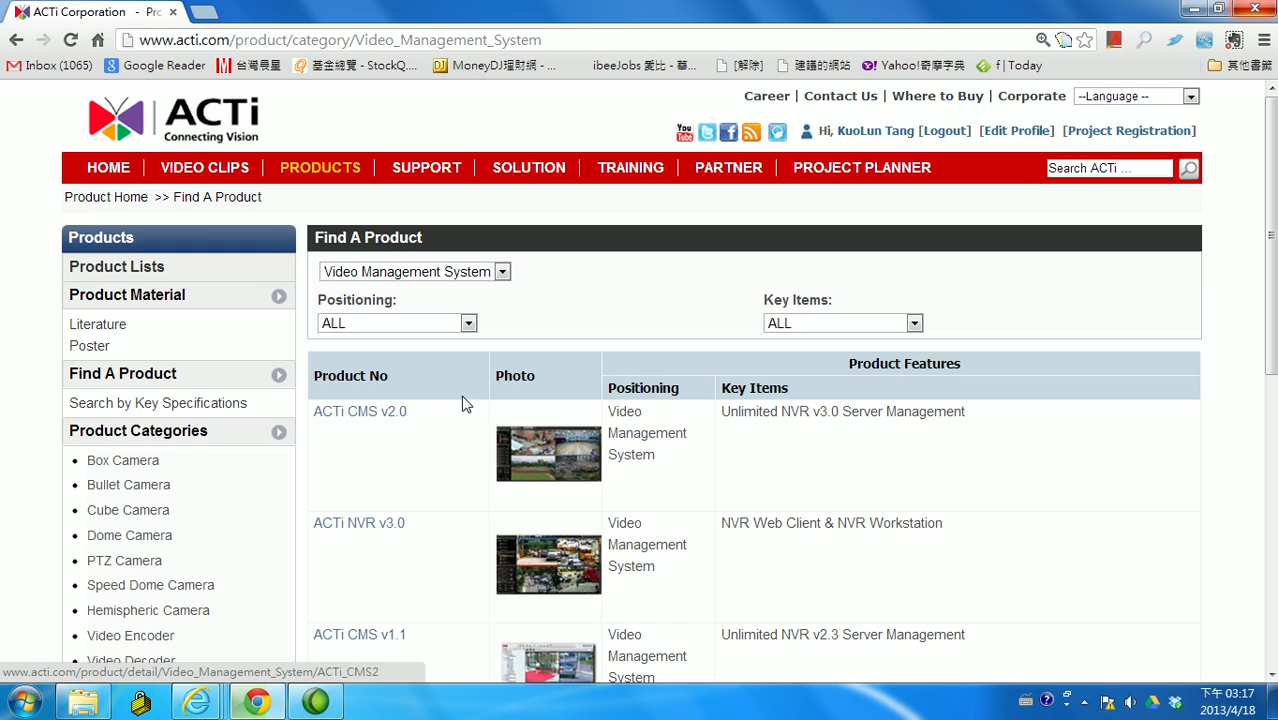 ACTi Corporation - Prc
www.acti.com/product/category/Video_Management_System
Inbox (1065)
Google Reader
台灣晨星
基金總覽 - StockQ....
MoneyDJ理財網 - ...
ibeeJobs 愛比 - 藝...
[解除]
建議的網站
Yahoo!奇摩字典
f | Today
其他書籤
ACTi
Connecting Vision
Career | Contact Us | Where to Buy | Corporate
--Language --
You Tube
Hi, KuoLun Tang [Logout] [Edit Profile] [Project Registration]
HOME
VIDEO CLIPS
PRODUCTS
SUPPORT
SOLUTION
TRAINING
PARTNER
PROJECT PLANNER
Search ACTi ...
Product Home >> Find A Product
Products
Product Lists
Product Material
Literature
Poster
Find A Product
Search by Key Specifications
Product Categories
Box Camera
Bullet Camera
Cube Camera
Dome Camera
PTZ Camera
Speed Dome Camera
Hemispheric Camera
Video Encoder
Video Decoder
Find A Product
Video Management System
Positioning:
Key Items:
ALL
ALL
Product No
Photo
Product Features
Positioning
Key Items
ACTi CMS v2.0
Video
Management
System
Unlimited NVR v3.0 Server Management
ACTi NVR v3.0
Video
Management
System
NVR Web Client & NVR Workstation
ACTi CMS v1.1
Video
Management
System
Unlimited NVR v2.3 Server Management
www.acti.com/product/detail/Video_Management_System/ACTi_CMS2
下午 03:17
2013/4/18